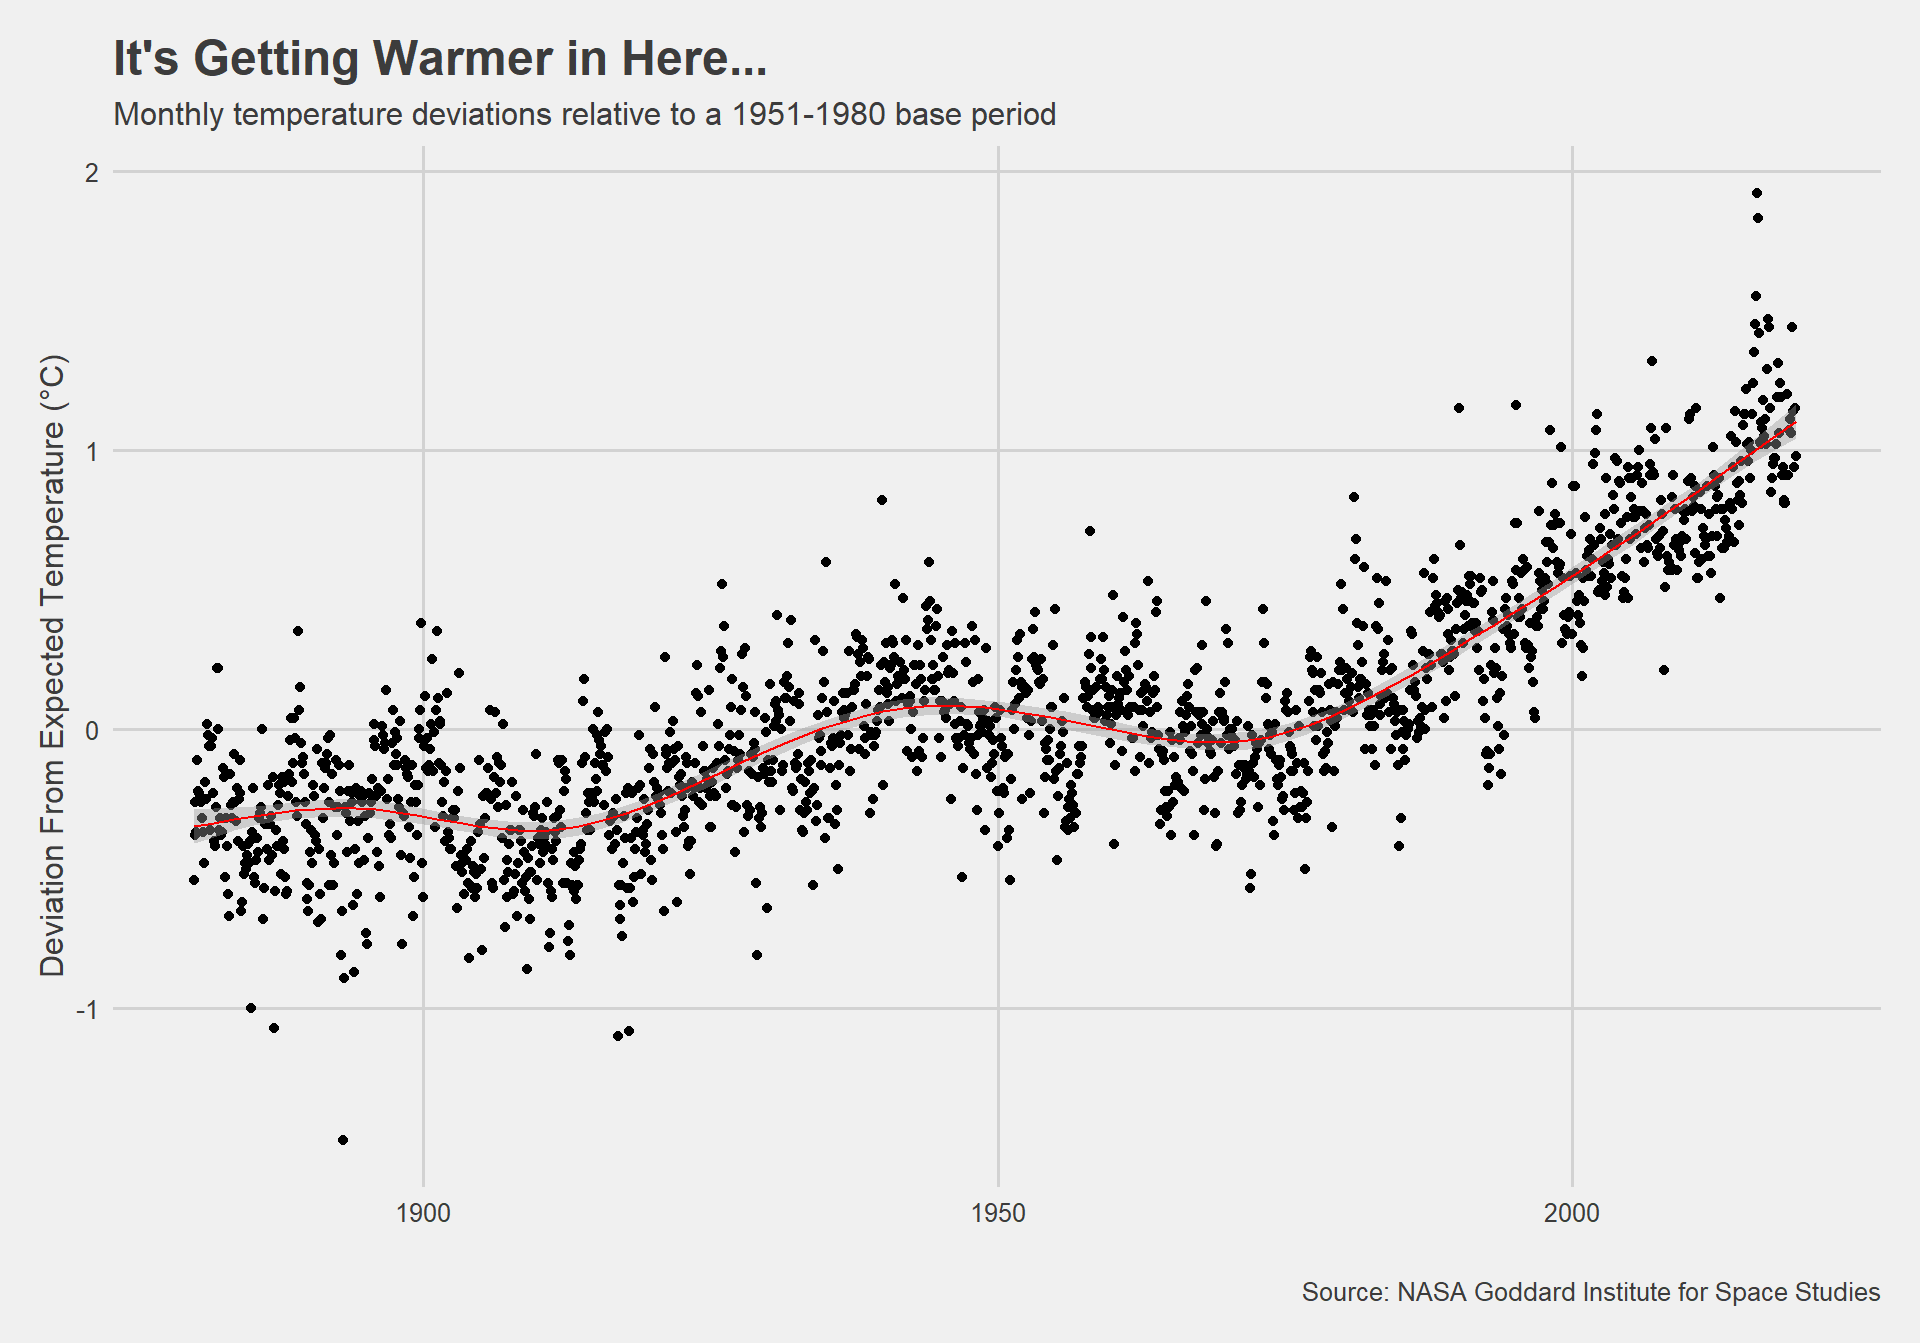 It's Getting Warmer in Here...
Monthly temperature deviations relative to a 1951-1980 base period
Deviation From Expected Temperature (°C)
2
1
0
-1
1900 1950 2000
Source: NASA Goddard Institute for Space Studies